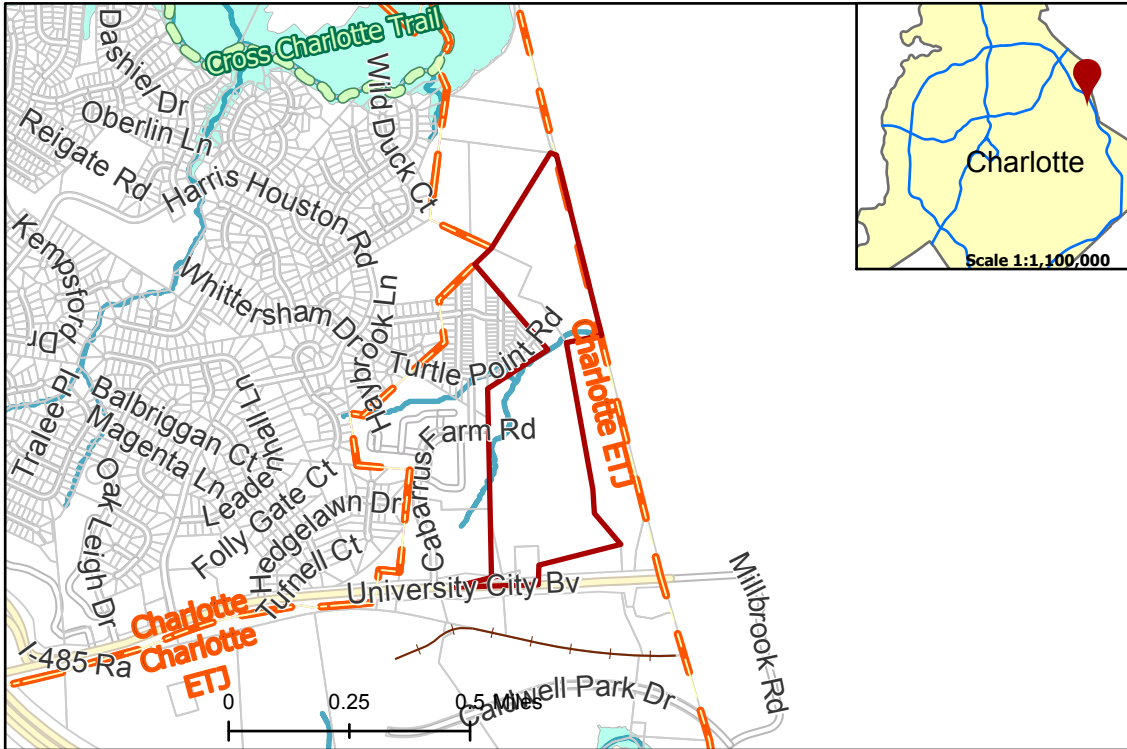 Cross Charlotte Trail
Dashie/Dr
Oberlin Ln
Reigate Rd
Wild Duck Ct
Harris Houston Rd
Kempsford
Dr
Whittersham Dr
Haybrook Ln
Turtle Point Rd
Charlotte ETJ
Tralee Pl
Balbriggan Ct
Magenta Ln
Leade
uhall Ln
Cabarrus
Farm Rd
Oak Leigh Dr
Folly Gate Ct
Hedgelawn Dr
Tufnell Ct
University City Bv
Millbrook Rd
Charlotte
Charlotte
ETJ
I-485 Ra
Caldwell Park Dr
0 0.25 0.5 Miles
Charlotte
Scale 1:1,100,000